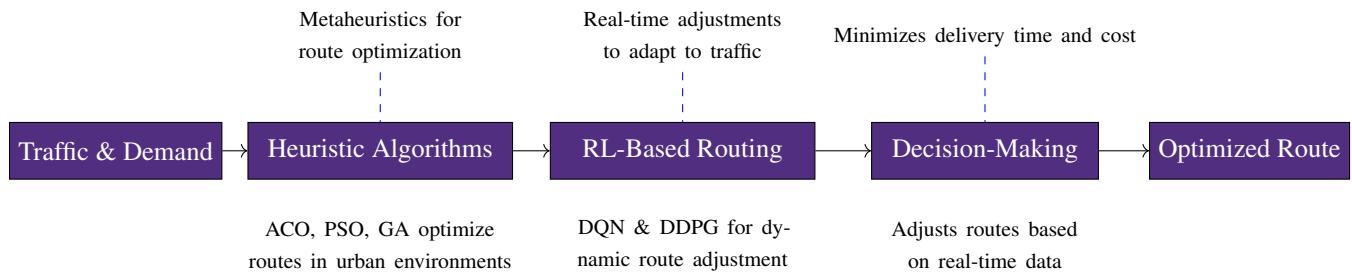 Metaheuristics for
route optimization
Real-time adjustments
to adapt to traffic
Minimizes delivery time and cost
Traffic & Demand
Heuristic Algorithms
RL-Based Routing
Decision-Making
Optimized Route
ACO, PSO, GA optimize
routes in urban environments
DQN & DDPG for dy-
namic route adjustment
Adjusts routes based
on real-time data